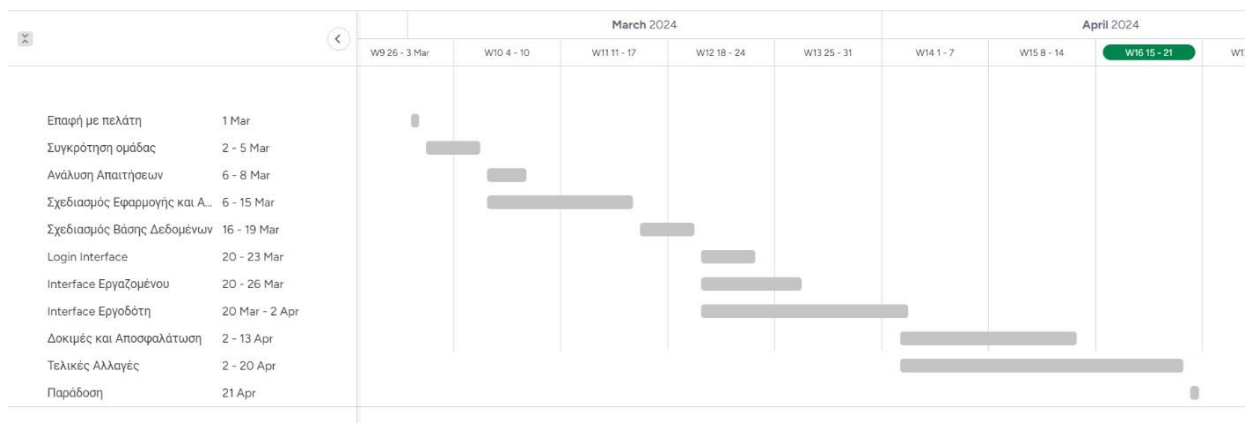 March 2024
April 2024
W9 26 - 3 Mar
W10 4 - 10
W11 11 - 17
W12 18 - 24
W13 25 - 31
W14 1 - 7
W15 8 - 14
W16 15 - 21
Επαφή με πελάτη 1 Mar
Συγκρότηση ομάδας 2 - 5 Mar
Ανάλυση Απαιτήσεων 6 - 8 Mar
Σχεδιασμός Εφαρμογής και Α... 6 - 15 Mar
Σχεδιασμός Βάσης Δεδομένων 16 - 19 Mar
Login Interface 20 - 23 Mar
Interface Εργαζομένου 20 - 26 Mar
Interface Εργοδότη 20 Mar - 2 Apr
Δοκιμές και Αποσφαλάτωση 2 - 13 Apr
Τελικές Αλλαγές 2 - 20 Apr
Παράδοση 21 Apr